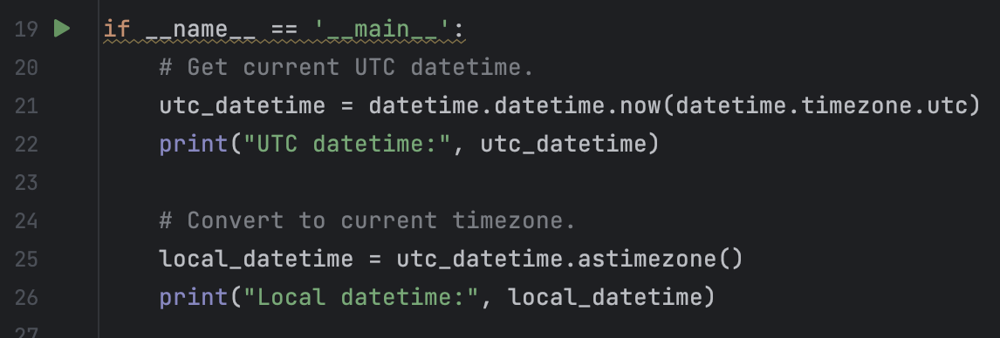 19 if __name__ == '__main__':
20     # Get current UTC datetime.
21     utc_datetime = datetime.datetime.now(datetime.timezone.utc)
22     print("UTC datetime:", utc_datetime)
23
24     # Convert to current timezone.
25     local_datetime = utc_datetime.astimezone()
26     print("Local datetime:", local_datetime)
27